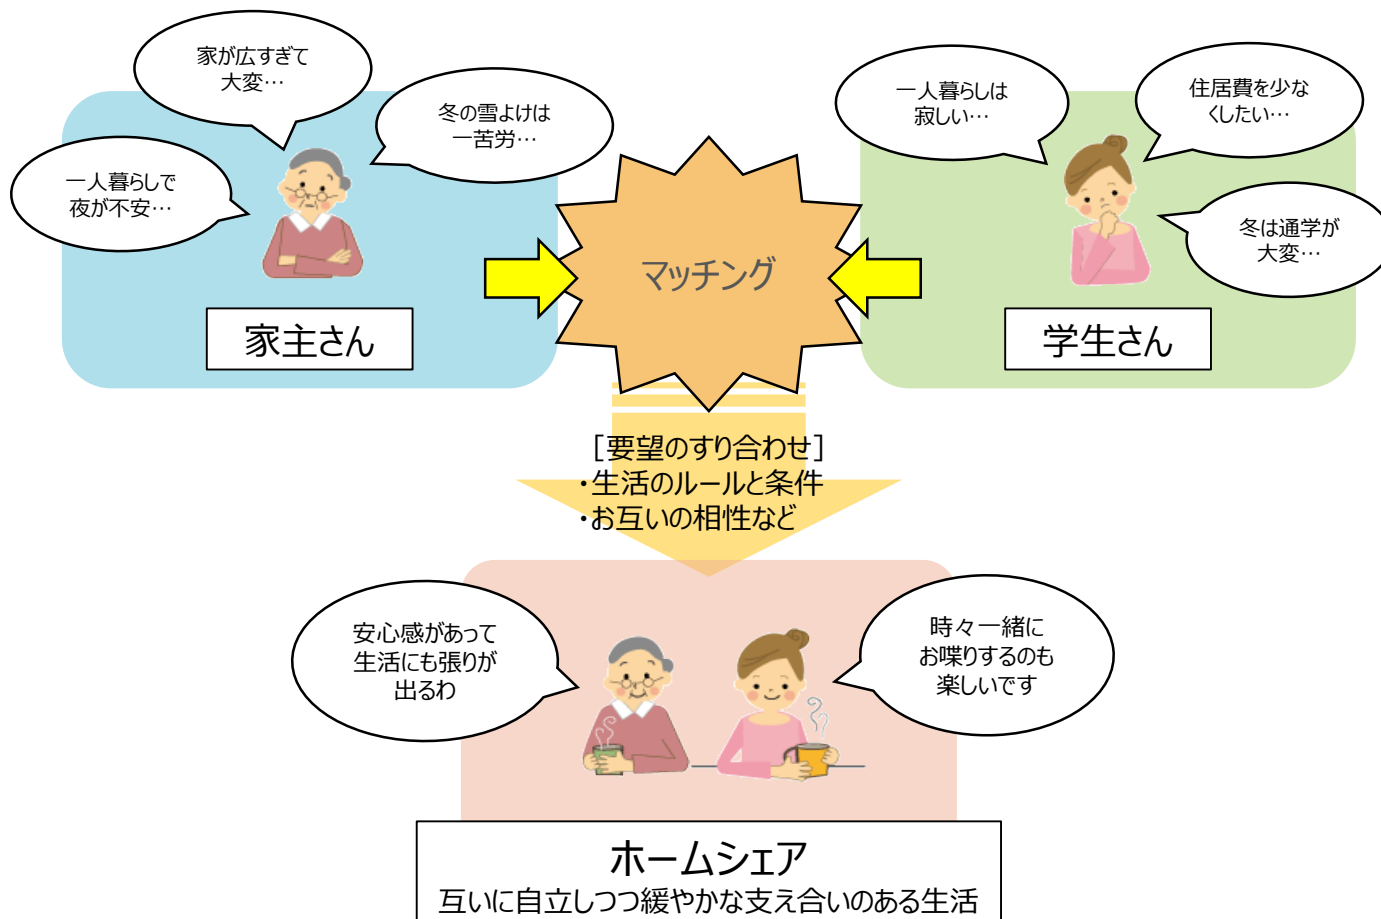 家が広すぎて
大変…
冬の雪よけは
一苦労…
一人暮らしで
夜が不安…
家主さん
マッチング
一人暮らしは
寂しい…
住居費を少な
くしたい…
冬は通学が
大変…
学生さん
[要望のすり合わせ]
・生活のルールと条件
・お互いの相性など
安心感があって
生活にも張りが
出るわ
時々一緒に
お喋りするのも
楽しいです
ホームシェア
互いに自立しつつ緩やかな支え合いのある生活